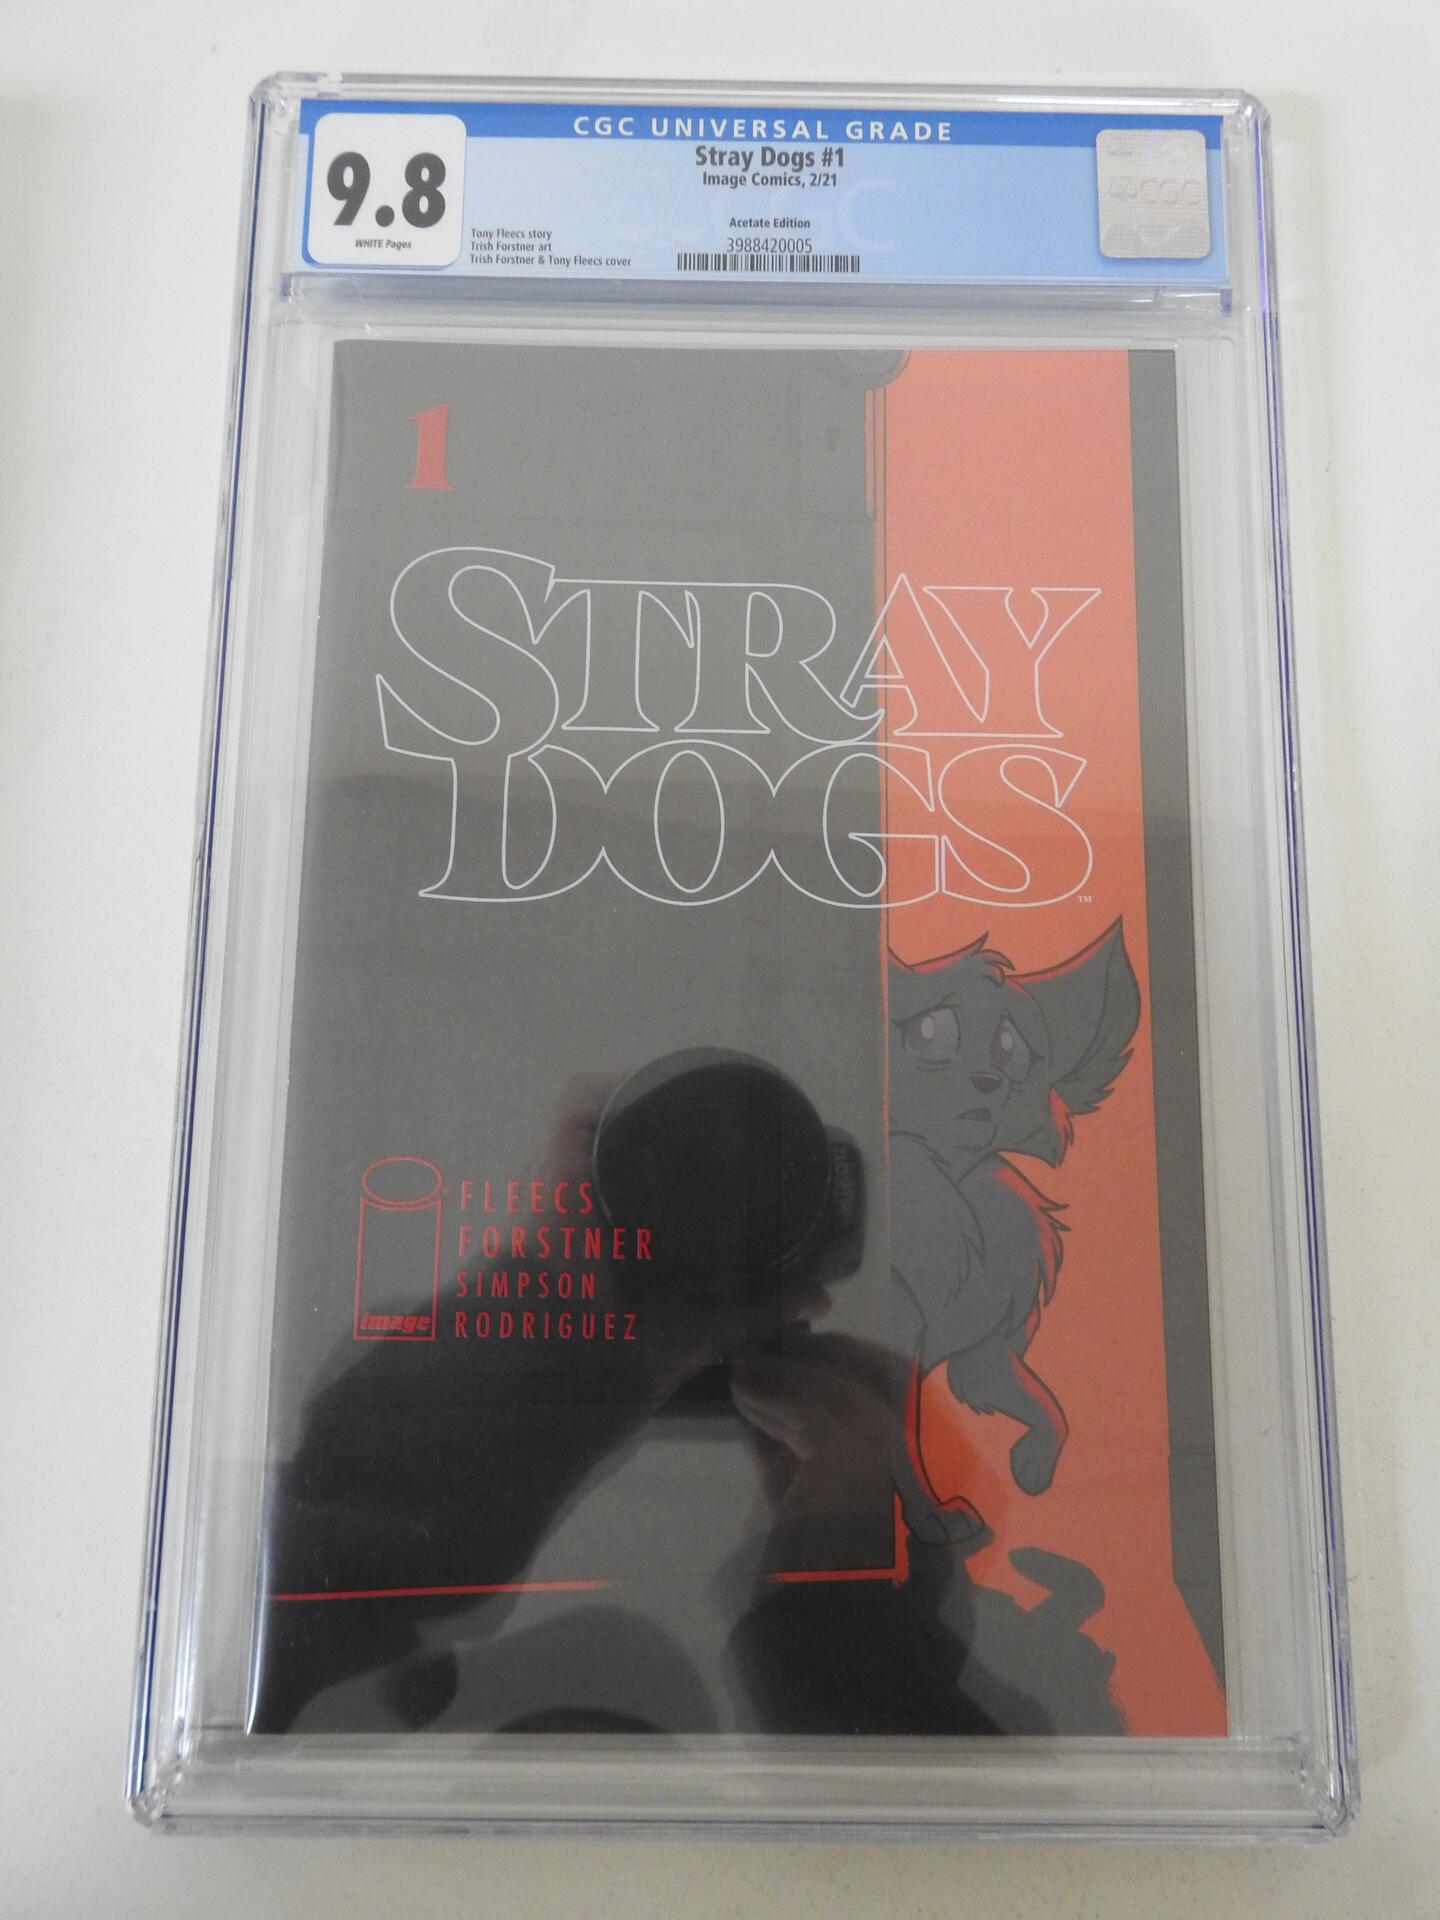 CGC UNIVERSAL GRADE
9.8
WHITE Pages
Stray Dogs #1
Image Comics, 2/21
Acetate Edition
Tony Fleecs story
Trish Forstner art
Trish Forstner & Tony Fleecs cover
3988420005
CGC
1
STRAY
DOGS
TM
FLEECS
FORSTNER
SIMPSON
RODRIGUEZ
image